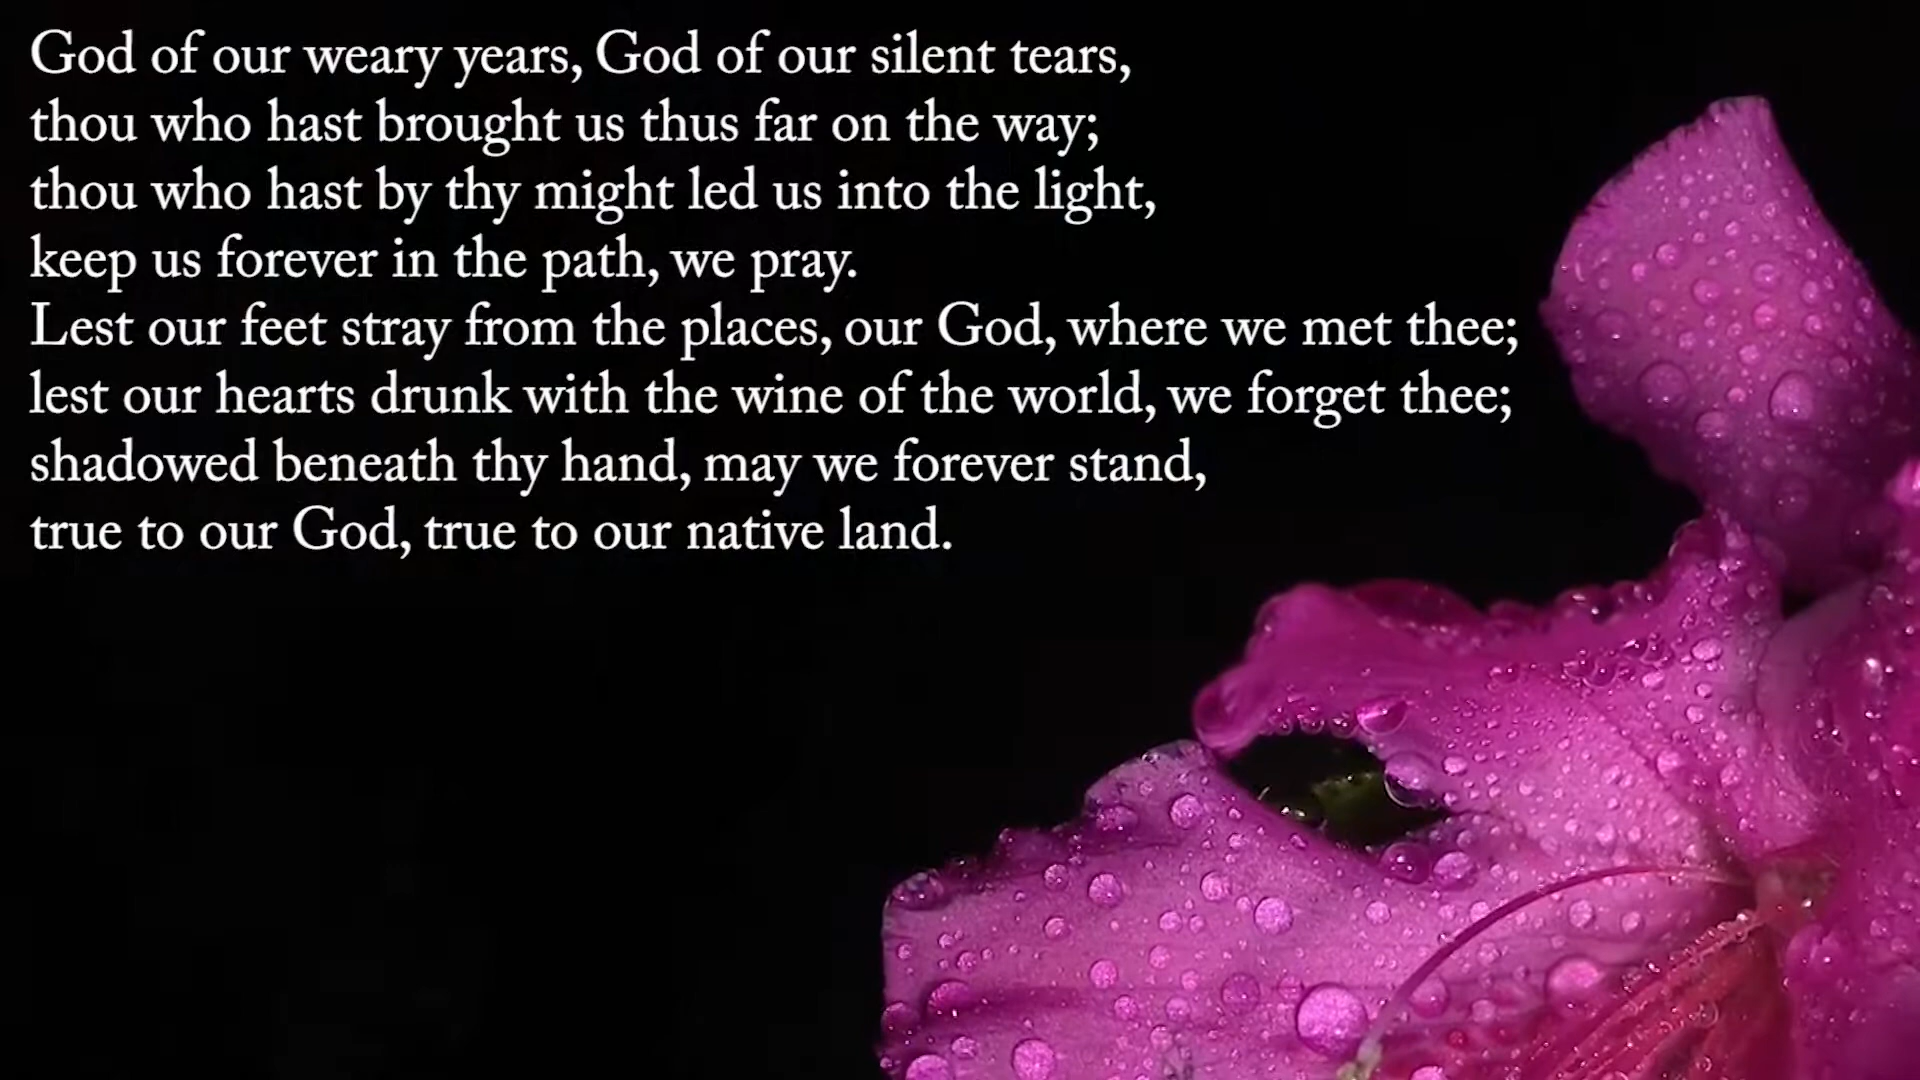 God of our weary years, God of our silent tears,
thou who hast brought us thus far on the way;
thou who hast by thy might led us into the light,
keep us forever in the path, we pray.
Lest our feet stray from the places, our God, where we met thee;
lest our hearts drunk with the wine of the world, we forget thee;
shadowed beneath thy hand, may we forever stand,
true to our God, true to our native land.